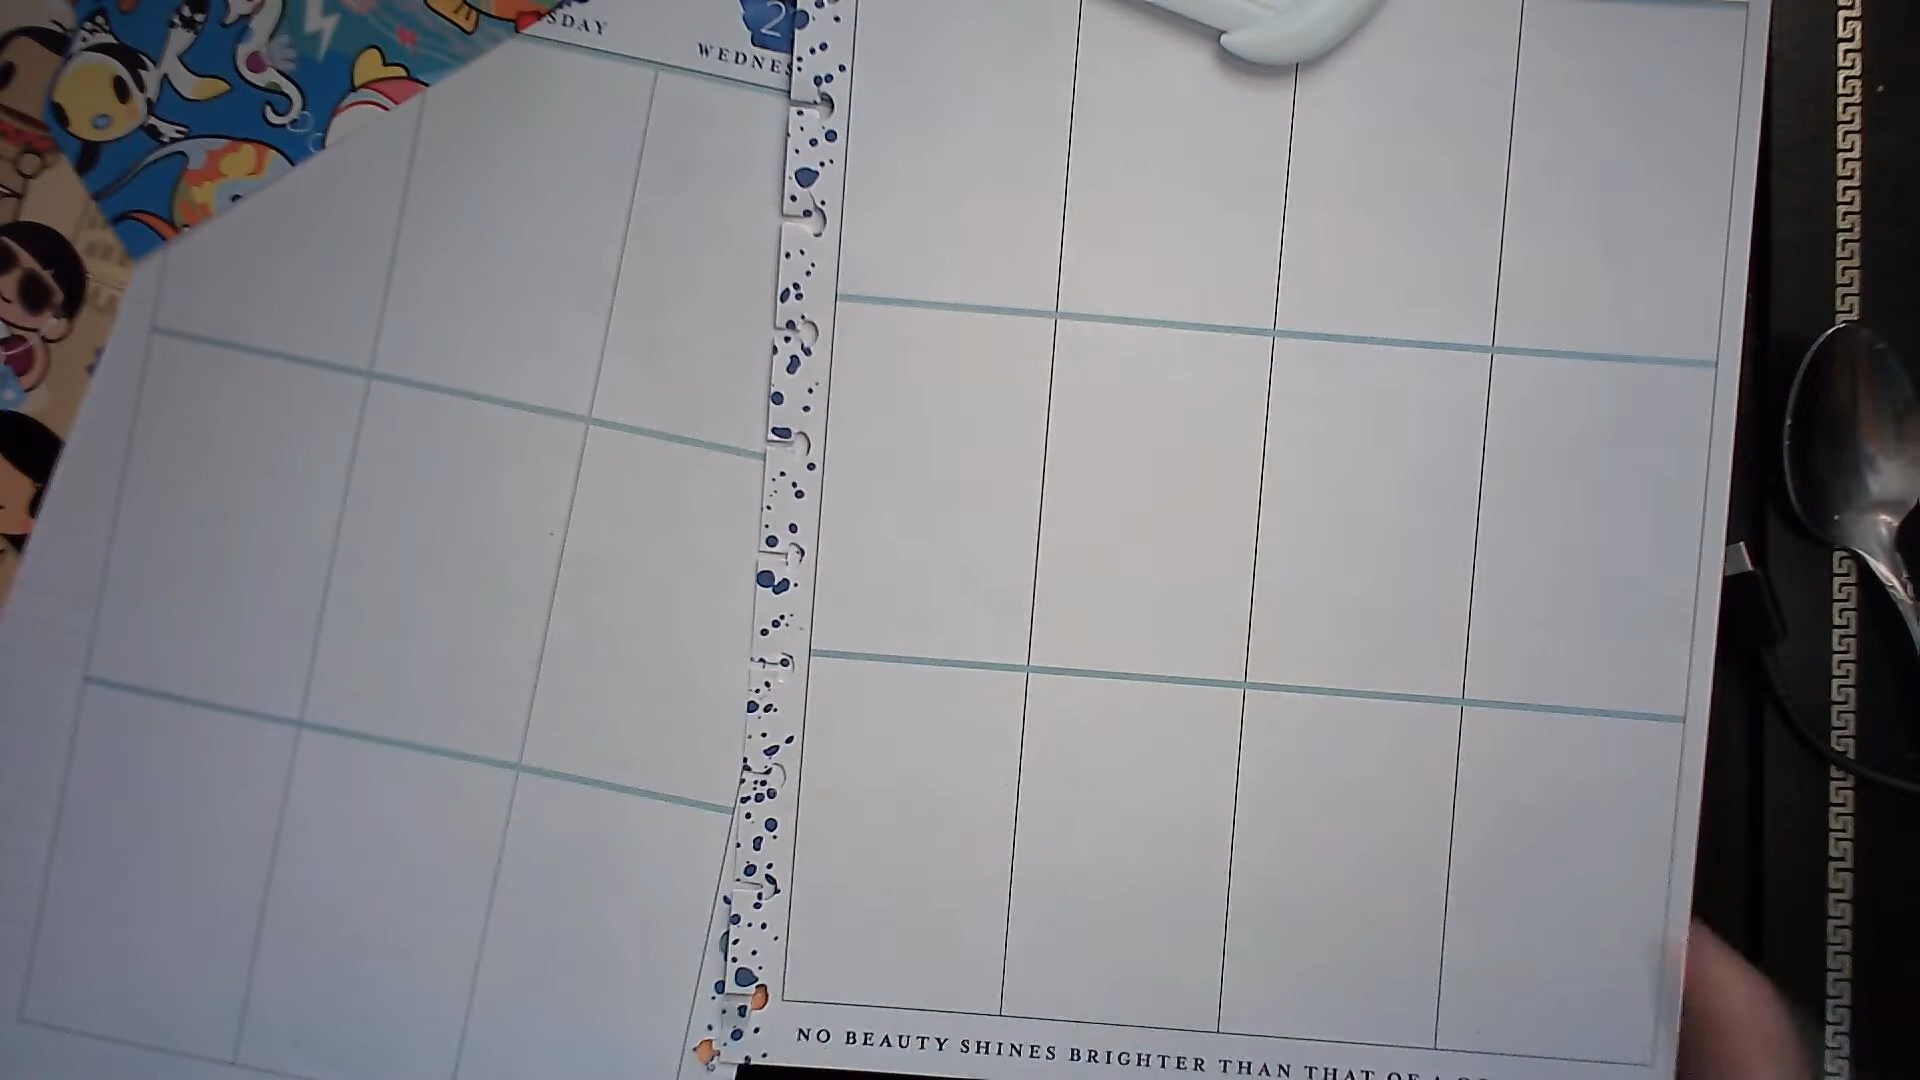 SDAY
WEDNES
2
NO BEAUTY SHINES BRIGHTER THAN THAT OF A